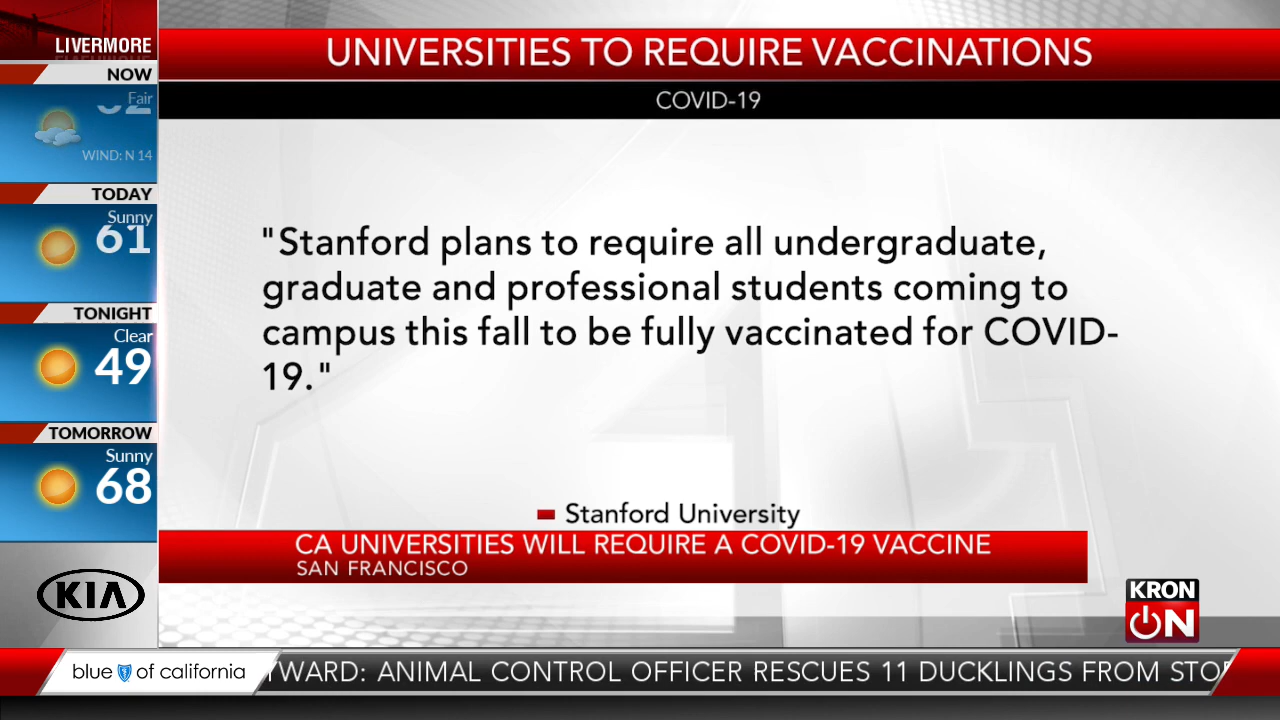 LIVERMORE
NOW
Fair
WIND: N 14
TODAY
Sunny
61
TONIGHT
Clear
49
TOMORROW
Sunny
68
KIA
UNIVERSITIES TO REQUIRE VACCINATIONS
COVID-19
"Stanford plans to require all undergraduate,
graduate and professional students coming to
campus this fall to be fully vaccinated for COVID-
19."
Stanford University
CA UNIVERSITIES WILL REQUIRE A COVID-19 VACCINE
SAN FRANCISCO
KRON
ON
blue of california
YWARD: ANIMAL CONTROL OFFICER RESCUES 11 DUCKLINGS FROM STO